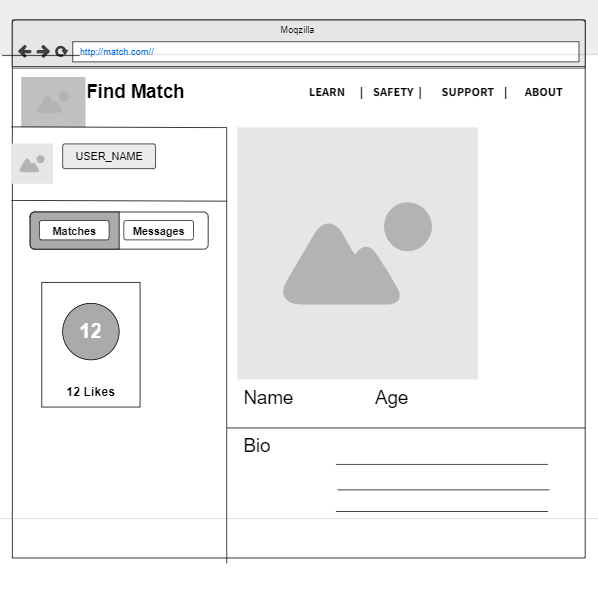 Moqzilla
http://match.com//
Find Match
LEARN | SAFETY | SUPPORT | ABOUT
USER_NAME
Matches Messages
12
12 Likes
Name Age
Bio